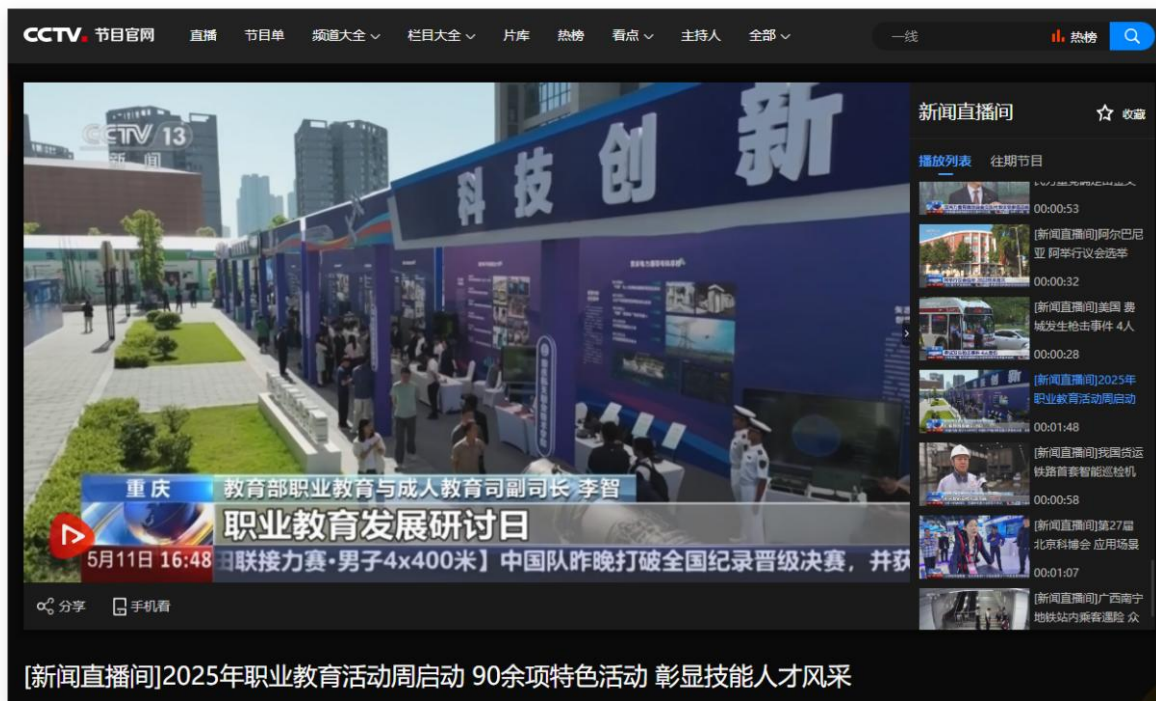 CCTV.节目官网
直播
节目单
频道大全
栏目大全
片库
热榜
看点
主持人
全部
一线
热榜
CCTV 13
新闻
科技创新
重庆
教育部职业教育与成人教育司副司长 李智
职业教育发展研讨日
5月11日 16:48
田联接力赛·男子4x400米】中国队昨晚打破全国纪录晋级决赛，并获
分享
手机看
新闻直播间
收藏
播放列表
往期节目
00:00:53
[新闻直播间]阿尔巴尼
亚 阿举行议会选举
00:00:32
[新闻直播间]美国 费
城发生枪击事件 4人
00:00:28
[新闻直播间]2025年
职业教育活动周启动
00:01:48
[新闻直播间]我国货运
铁路首套智能巡检机
00:00:58
[新闻直播间]第27届
北京科博会 应用场景
00:01:07
[新闻直播间]广西南宁
地铁站内乘客遇险 众
[新闻直播间]2025年职业教育活动周启动 90余项特色活动 彰显技能人才风采